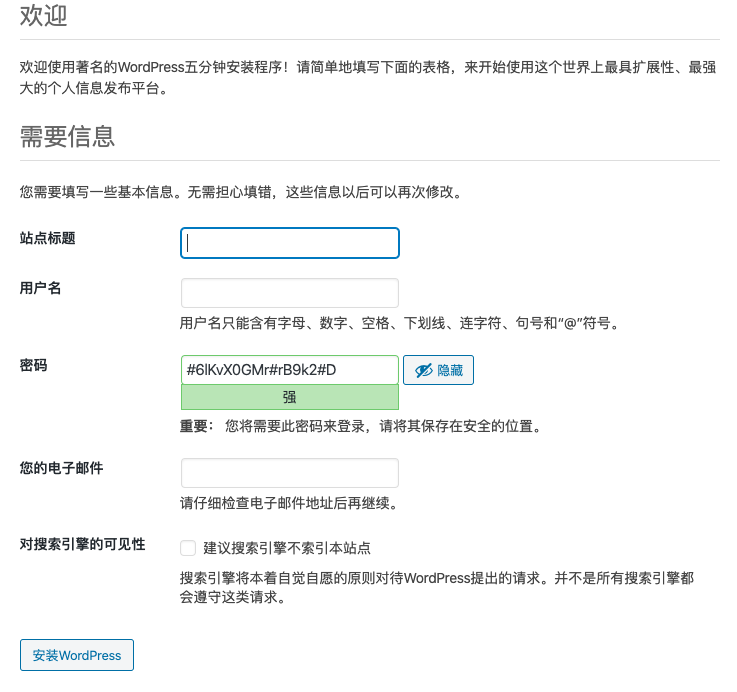 欢迎
欢迎使用著名的WordPress五分钟安装程序！请简单地填写下面的表格，来开始使用这个世界上最具扩展性、最强
大的个人信息发布平台。
需要信息
您需要填写一些基本信息。无需担心填错，这些信息以后可以再次修改。
站点标题
用户名
用户名只能含有字母、数字、空格、下划线、连字符、句号和“@”符号。
密码
#6lKvX0GMr#rB9k2#D
隐藏
强
重要： 您将需要此密码来登录，请将其保存在安全的位置。
您的电子邮件
请仔细检查电子邮件地址后再继续。
对搜索引擎的可见性
建议搜索引擎不索引本站点
搜索引擎将本着自觉自愿的原则对待WordPress提出的请求。并不是所有搜索引擎都
会遵守这类请求。
安装WordPress